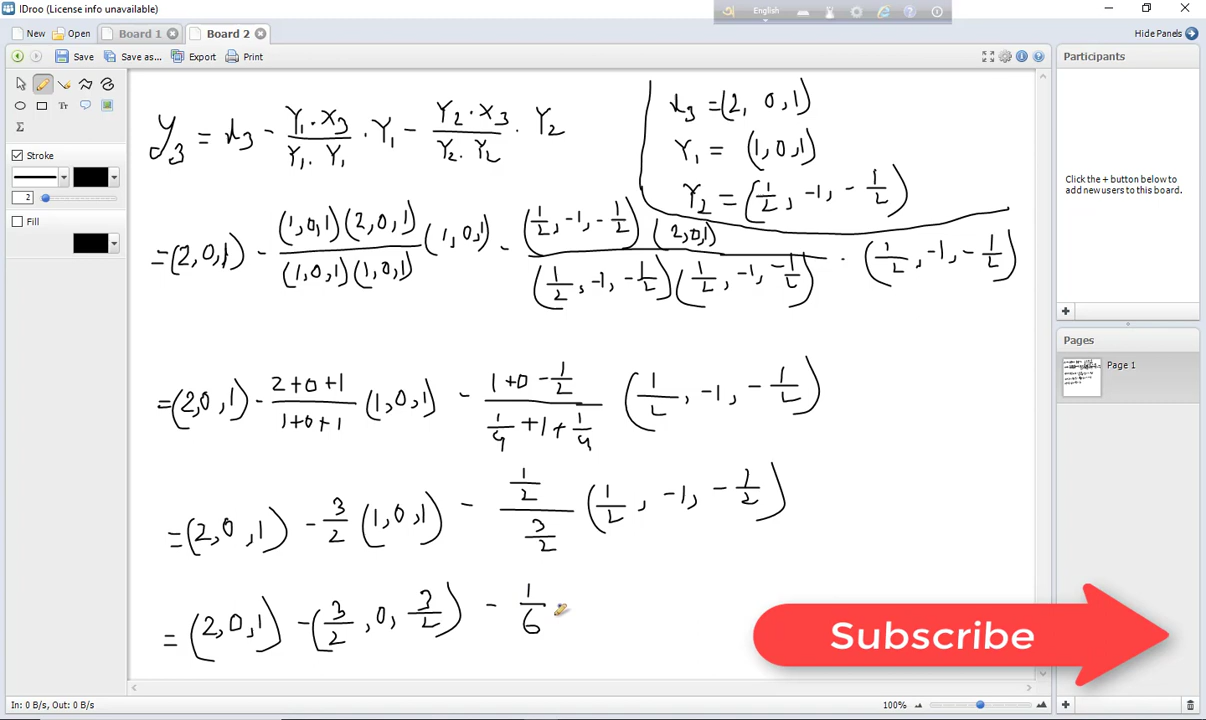 IDroo (License info unavailable)
English
New Open Board 1 Board 2 Hide Panels
Save Save as... Export Print
Participants
Click the + button below to
add new users to this board.
Tr
Σ
Stroke
2
Fill
Pages
Page 1
x3 = (2, 0, 1)
Y1 = (1, 0, 1)
Y2 = (1/2, -1, -1/2)
y3 = x3 - Y1·X3/Y1·Y1 · Y1 - Y2·X3/Y2·Y2 · Y2
= (2,0,1) - (1,0,1)(2,0,1)/(1,0,1)(1,0,1) (1,0,1) - (1/2, -1, -1/2)(2,0,1)/(1/2, -1, -1/2)(1/2, -1, -1/2) · (1/2, -1, -1/2)
= (2,0,1) - 2+0+1/1+0+1 (1,0,1) - 1+0-1/2/1/4+1+1/4 (1/2, -1, -1/2)
= (2,0,1) - 3/2 (1,0,1) - 1/2/3/2 (1/2, -1, -1/2)
= (2,0,1) - (3/2, 0, 3/2) - 1/6
Subscribe
In: 0 B/s, Out: 0 B/s
100%